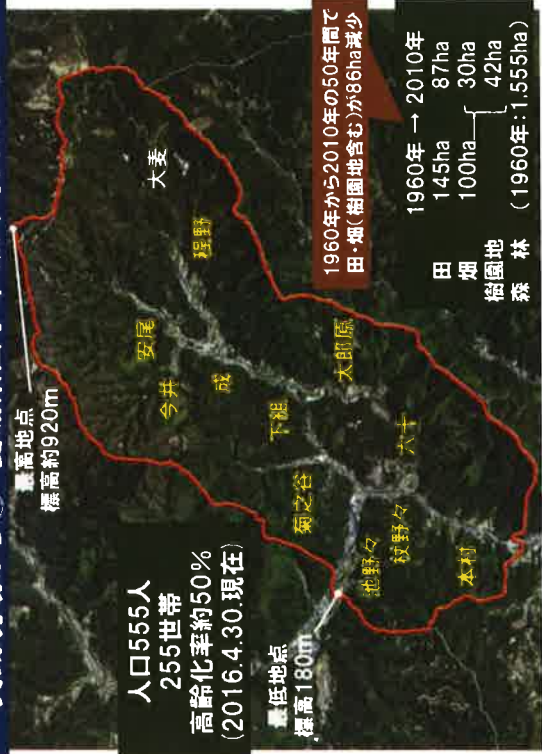 最高地点
標高約920m
人口555人
255世帯
高齢化率約50%
(2016.4.30.現在)
最低地点
標高180m
大麦
程野
安尾
今井
成
下組
太郎原
菊之谷
六十
池野々
杖野々
本村
1960年から2010年の50年間で
田・畑(樹園地含む)が86ha減少
1960年 → 2010年
田 145ha 87ha
畑 100ha 30ha
樹園地 42ha
森 林 (1960年:1,555ha)